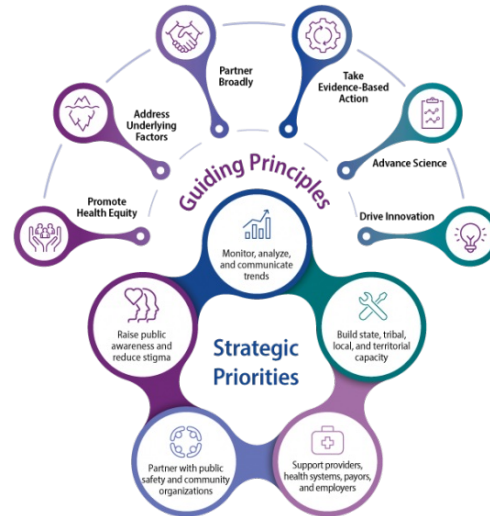 Partner
Broadly
Take
Evidence-Based
Action
Address
Underlying
Factors
Advance Science
Promote
Health Equity
Drive Innovation
Guiding Principles
Monitor, analyze,
and communicate
trends
Raise public
awareness and
reduce stigma
Build state, tribal,
local, and territorial
capacity
Strategic
Priorities
Partner with public
safety and community
organizations
Support providers,
health systems, payors,
and employers